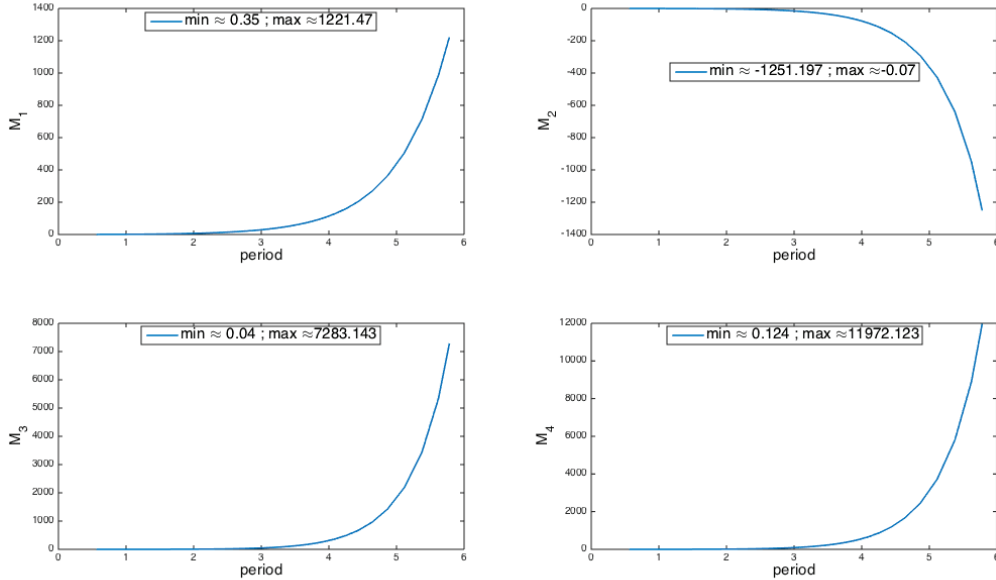 1400
1200
1000
800
600
400
200
0
M₁
min ≈ 0.35 ; max ≈1221.47
0 1 2 3 4 5 6
period
0
-200
-400
-600
-800
-1000
-1200
-1400
M₂
min ≈ -1251.197 ; max ≈-0.07
0 1 2 3 4 5 6
period
8000
7000
6000
5000
4000
3000
2000
1000
0
M₃
min ≈ 0.04 ; max ≈7283.143
0 1 2 3 4 5 6
period
12000
10000
8000
6000
4000
2000
0
M₄
min ≈ 0.124 ; max ≈11972.123
0 1 2 3 4 5 6
period